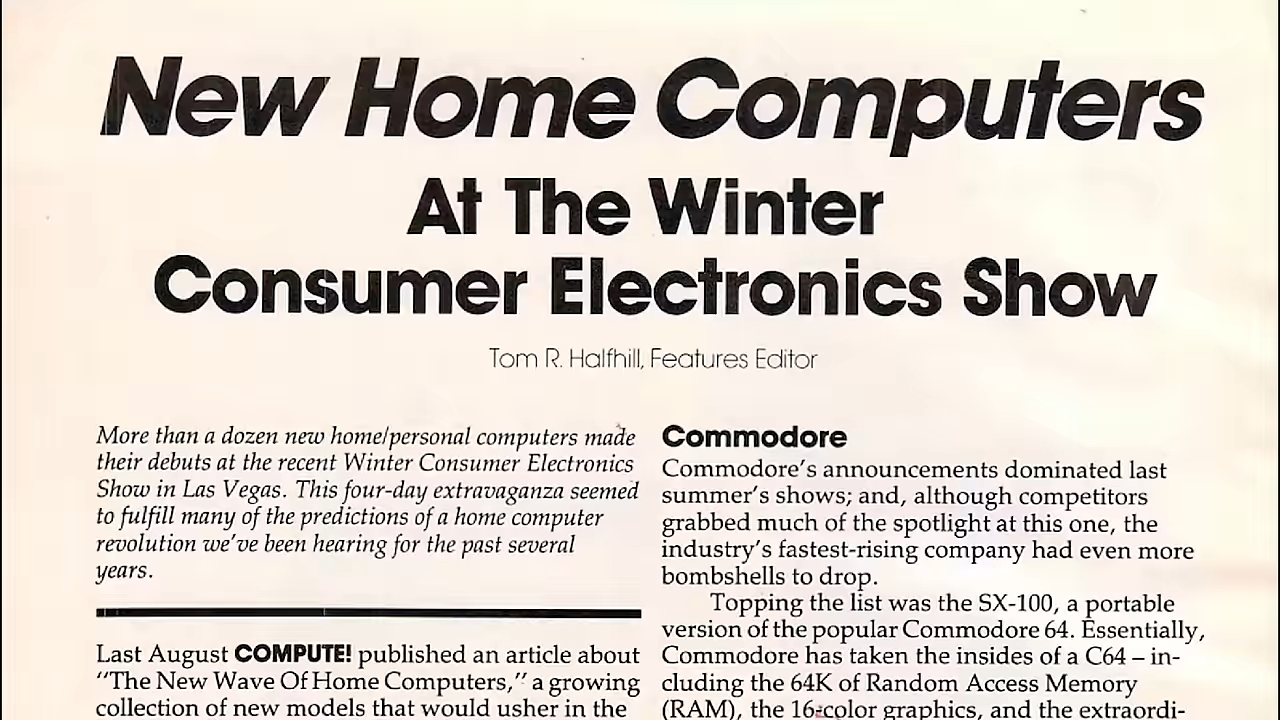 New Home Computers
At The Winter
Consumer Electronics Show
Tom R. Halfhill, Features Editor
More than a dozen new home/personal computers made
their debuts at the recent Winter Consumer Electronics
Show in Las Vegas. This four-day extravaganza seemed
to fulfill many of the predictions of a home computer
revolution we've been hearing for the past several
years.
Last August COMPUTE! published an article about
"The New Wave Of Home Computers," a growing
collection of new models that would usher in the
Commodore
Commodore's announcements dominated last
summer's shows; and, although competitors
grabbed much of the spotlight at this one, the
industry's fastest-rising company had even more
bombshells to drop.
Topping the list was the SX-100, a portable
version of the popular Commodore 64. Essentially,
Commodore has taken the insides of a C64 – in-
cluding the 64K of Random Access Memory
(RAM), the 16-color graphics, and the extraordi-